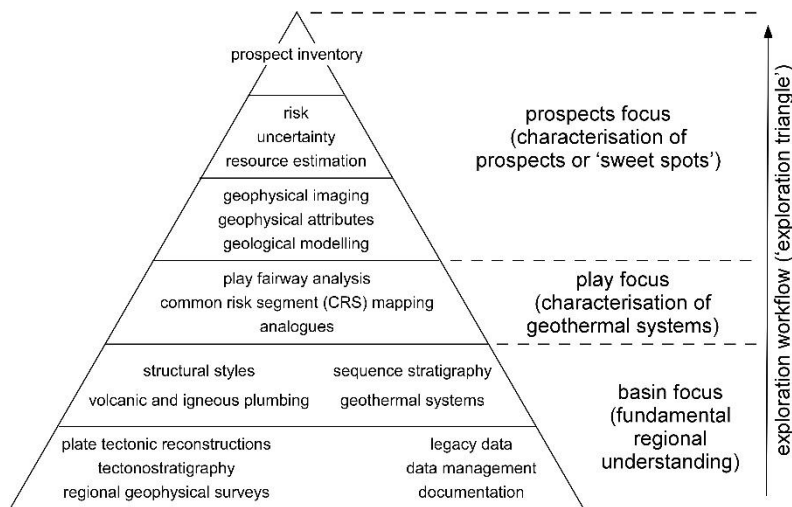 prospect inventory
risk
uncertainty
resource estimation
geophysical imaging
geophysical attributes
geological modelling
play fairway analysis
common risk segment (CRS) mapping
analogues
structural styles
sequence stratigraphy
volcanic and igneous plumbing
geothermal systems
plate tectonic reconstructions
legacy data
tectonostratigraphy
data management
regional geophysical surveys
documentation
prospects focus
(characterisation of
prospects or ‘sweet spots’)
play focus
(characterisation of
geothermal systems)
basin focus
(fundamental
regional
understanding)
exploration workflow (‘exploration triangle’)